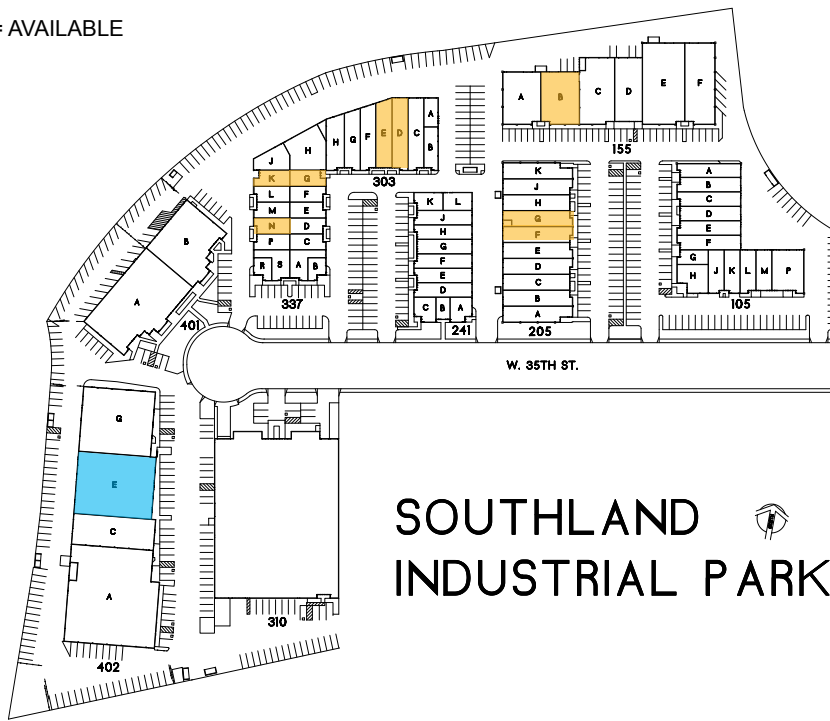 = AVAILABLE
A B C D E F
155
H G F E D C A
B
303
J H
K G
L F
M E
N D
P C
R S A B
337
B
A
401
K L
J
H
G
F
E
D
C B A
241
K
J
H
G
F
E
D
C
B
A
205
A
B
C
D
E
F
G
H J K L M P
105
W. 35TH ST.
G
E
C
A
402
310
SOUTHLAND
INDUSTRIAL PARK